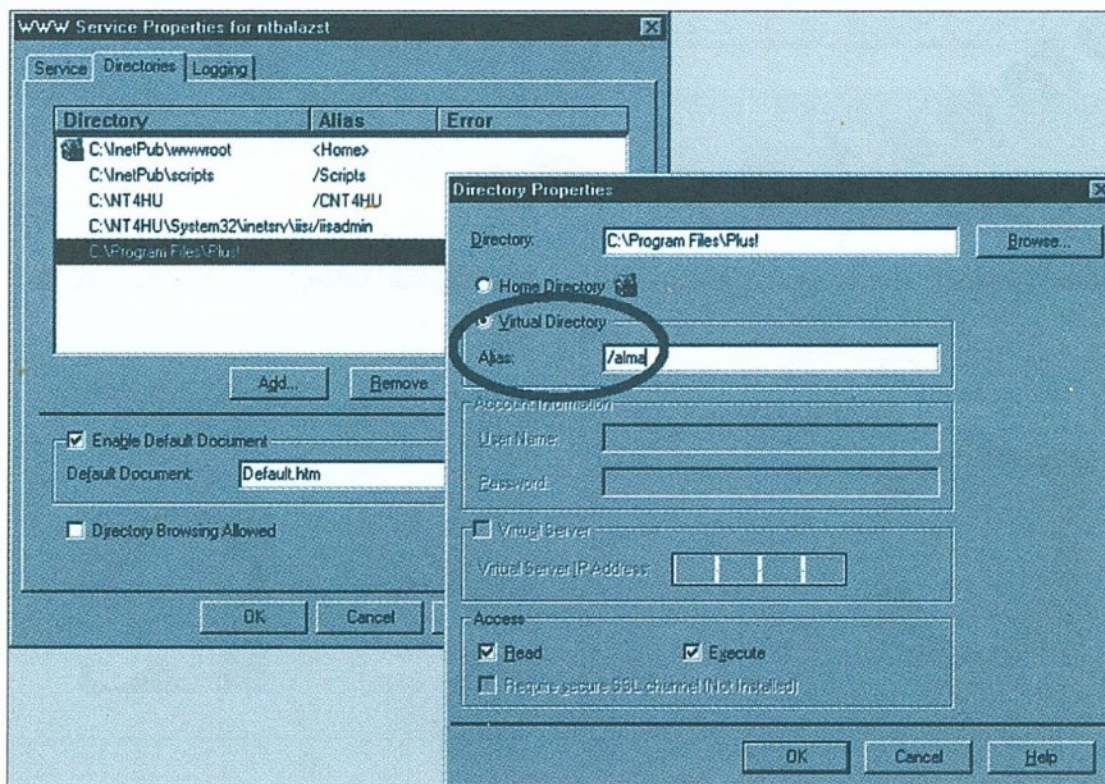 WWW Service Properties for ntbalazst
Service Directories Logging
Directory Alias Error
C:\InetPub\wwwroot <Home>
C:\InetPub\scripts /Scripts
C:\NT4HU /CNT4HU
C:\NT4HU\System32\inetsrv\iisa/iisadmin
C:\Program Files\Plus!
Add... Remove
Enable Default Document
Default Document: Default.htm
Directory Browsing Allowed
OK Cancel
Directory Properties
Directory: C:\Program Files\Plus! Browse...
Home Directory
Virtual Directory
Alias: /alma
Account Information
User Name:
Password:
Virtual Server
Virtual Server IP Address:
Access
Read Execute
Require secure SSL channel (Not Installed)
OK Cancel Help